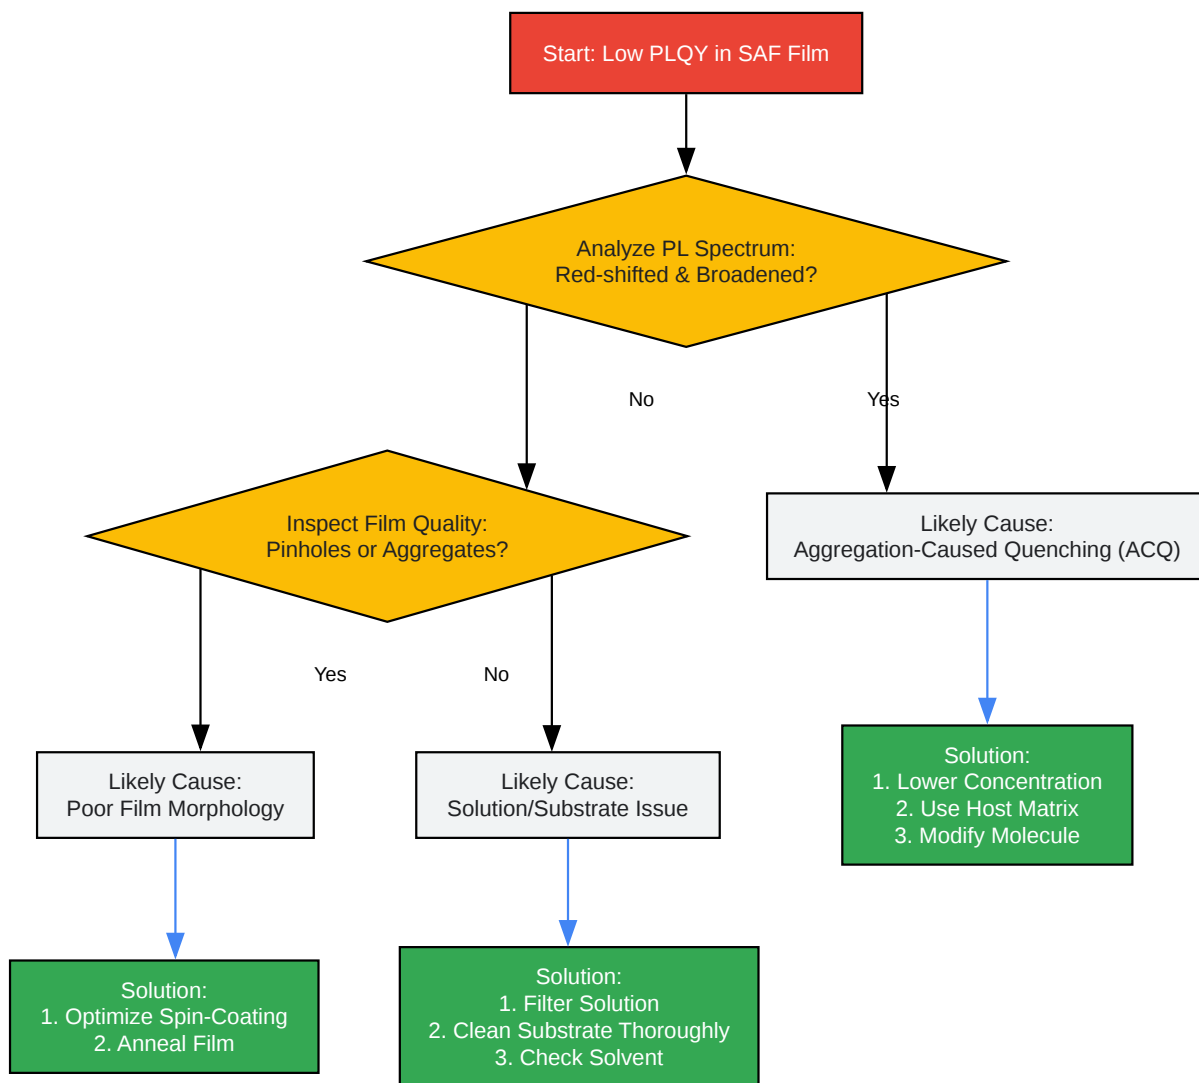 Start: Low PLQY in SAF Film
Analyze PL Spectrum:
Red-shifted & Broadened?
No
Yes
Inspect Film Quality:
Pinholes or Aggregates?
Likely Cause:
Aggregation-Caused Quenching (ACQ)
Yes
No
Likely Cause:
Poor Film Morphology
Likely Cause:
Solution/Substrate Issue
Solution:
1. Lower Concentration
2. Use Host Matrix
3. Modify Molecule
Solution:
1. Optimize Spin-Coating
2. Anneal Film
Solution:
1. Filter Solution
2. Clean Substrate Thoroughly
3. Check Solvent